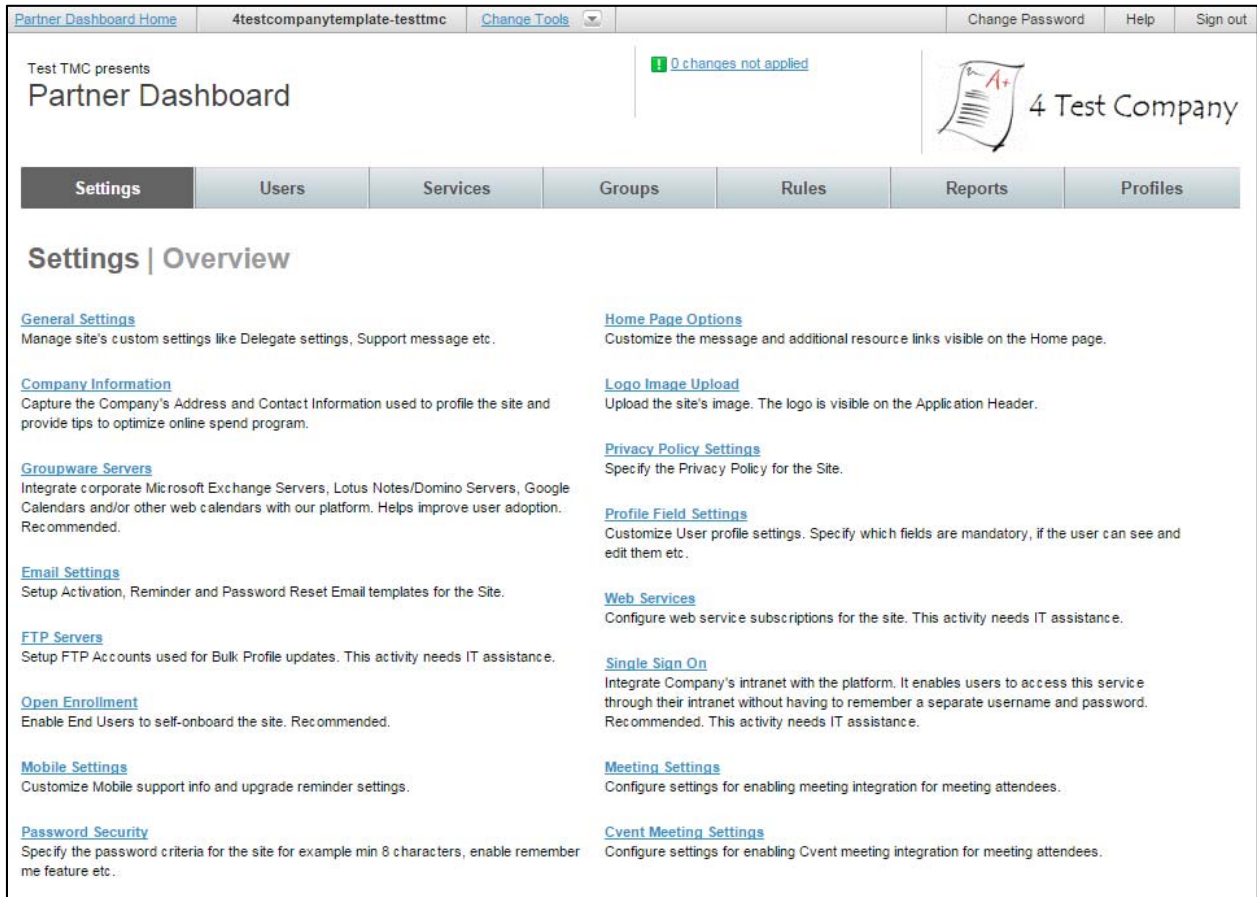 Partner Dashboard Home
4testcompanytemplate-testtmc
Change Tools
Change Password
Help
Sign out
Test TMC presents
Partner Dashboard
0 changes not applied
A+
4 Test Company
Settings
Users
Services
Groups
Rules
Reports
Profiles
Settings | Overview
General Settings
Manage site's custom settings like Delegate settings, Support message etc.
Company Information
Capture the Company's Address and Contact Information used to profile the site and
provide tips to optimize online spend program.
Groupware Servers
Integrate corporate Microsoft Exchange Servers, Lotus Notes/Domino Servers, Google
Calendars and/or other web calendars with our platform. Helps improve user adoption.
Recommended.
Email Settings
Setup Activation, Reminder and Password Reset Email templates for the Site.
FTP Servers
Setup FTP Accounts used for Bulk Profile updates. This activity needs IT assistance.
Open Enrollment
Enable End Users to self-onboard the site. Recommended.
Mobile Settings
Customize Mobile support info and upgrade reminder settings.
Password Security
Specify the password criteria for the site for example min 8 characters, enable remember
me feature etc.
Home Page Options
Customize the message and additional resource links visible on the Home page.
Logo Image Upload
Upload the site's image. The logo is visible on the Application Header.
Privacy Policy Settings
Specify the Privacy Policy for the Site.
Profile Field Settings
Customize User profile settings. Specify which fields are mandatory, if the user can see and
edit them etc.
Web Services
Configure web service subscriptions for the site. This activity needs IT assistance.
Single Sign On
Integrate Company's intranet with the platform. It enables users to access this service
through their intranet without having to remember a separate username and password.
Recommended. This activity needs IT assistance.
Meeting Settings
Configure settings for enabling meeting integration for meeting attendees.
Cvent Meeting Settings
Configure settings for enabling Cvent meeting integration for meeting attendees.